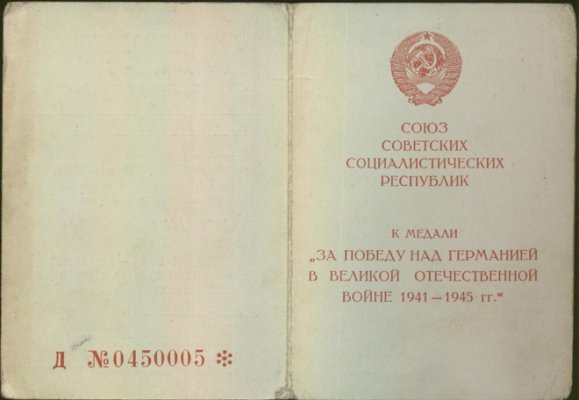 СОЮЗ
СОВЕТСКИХ
СОЦИАЛИСТИЧЕСКИХ
РЕСПУБЛИК
К МЕДАЛИ
„ЗА ПОБЕДУ НАД ГЕРМАНИЕЙ
В ВЕЛИКОЙ ОТЕЧЕСТВЕННОЙ
ВОЙНЕ 1941—1945 гг.“
Д №0450005 *